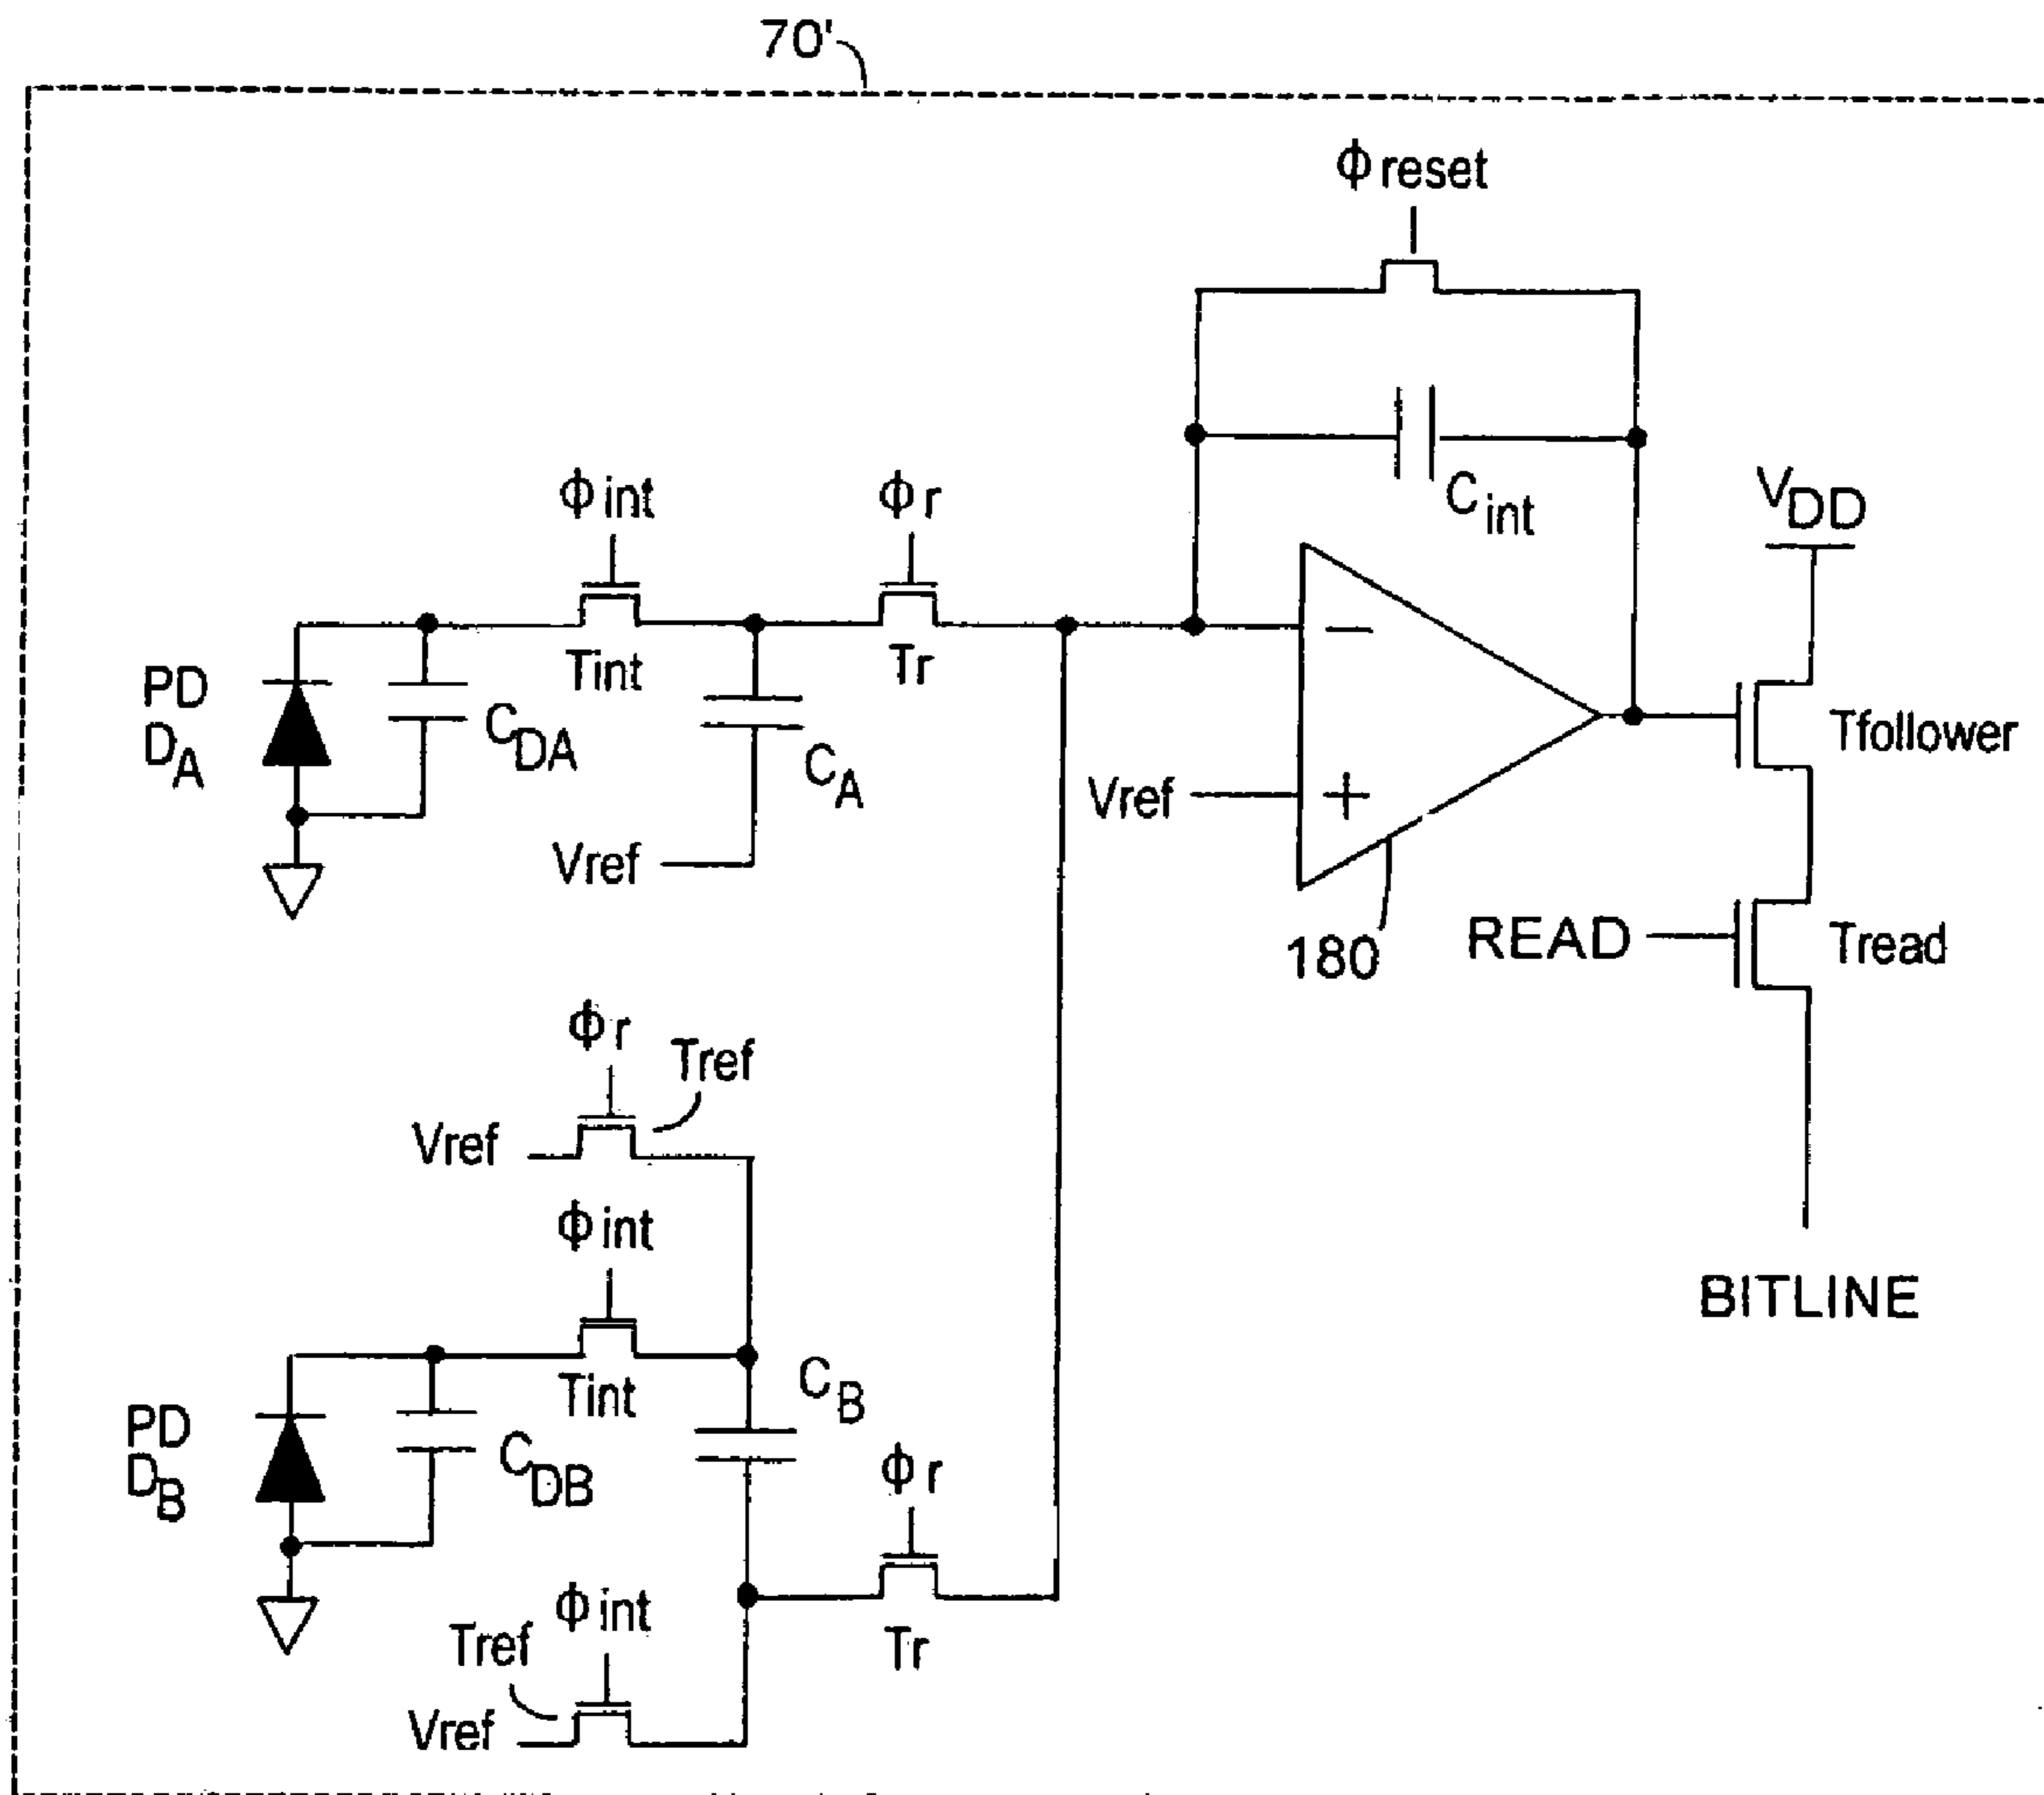 70'
ϕreset
Cint
VDD
ϕint
ϕr
Tint
Tr
PD
DA
CDA
CA
Vref
Vref
180
Tfollower
READ
Tread
BITLINE
ϕr
Tref
Vref
ϕint
Tint
CB
PD
DB
CDB
ϕr
Tr
ϕint
Tref
Vref